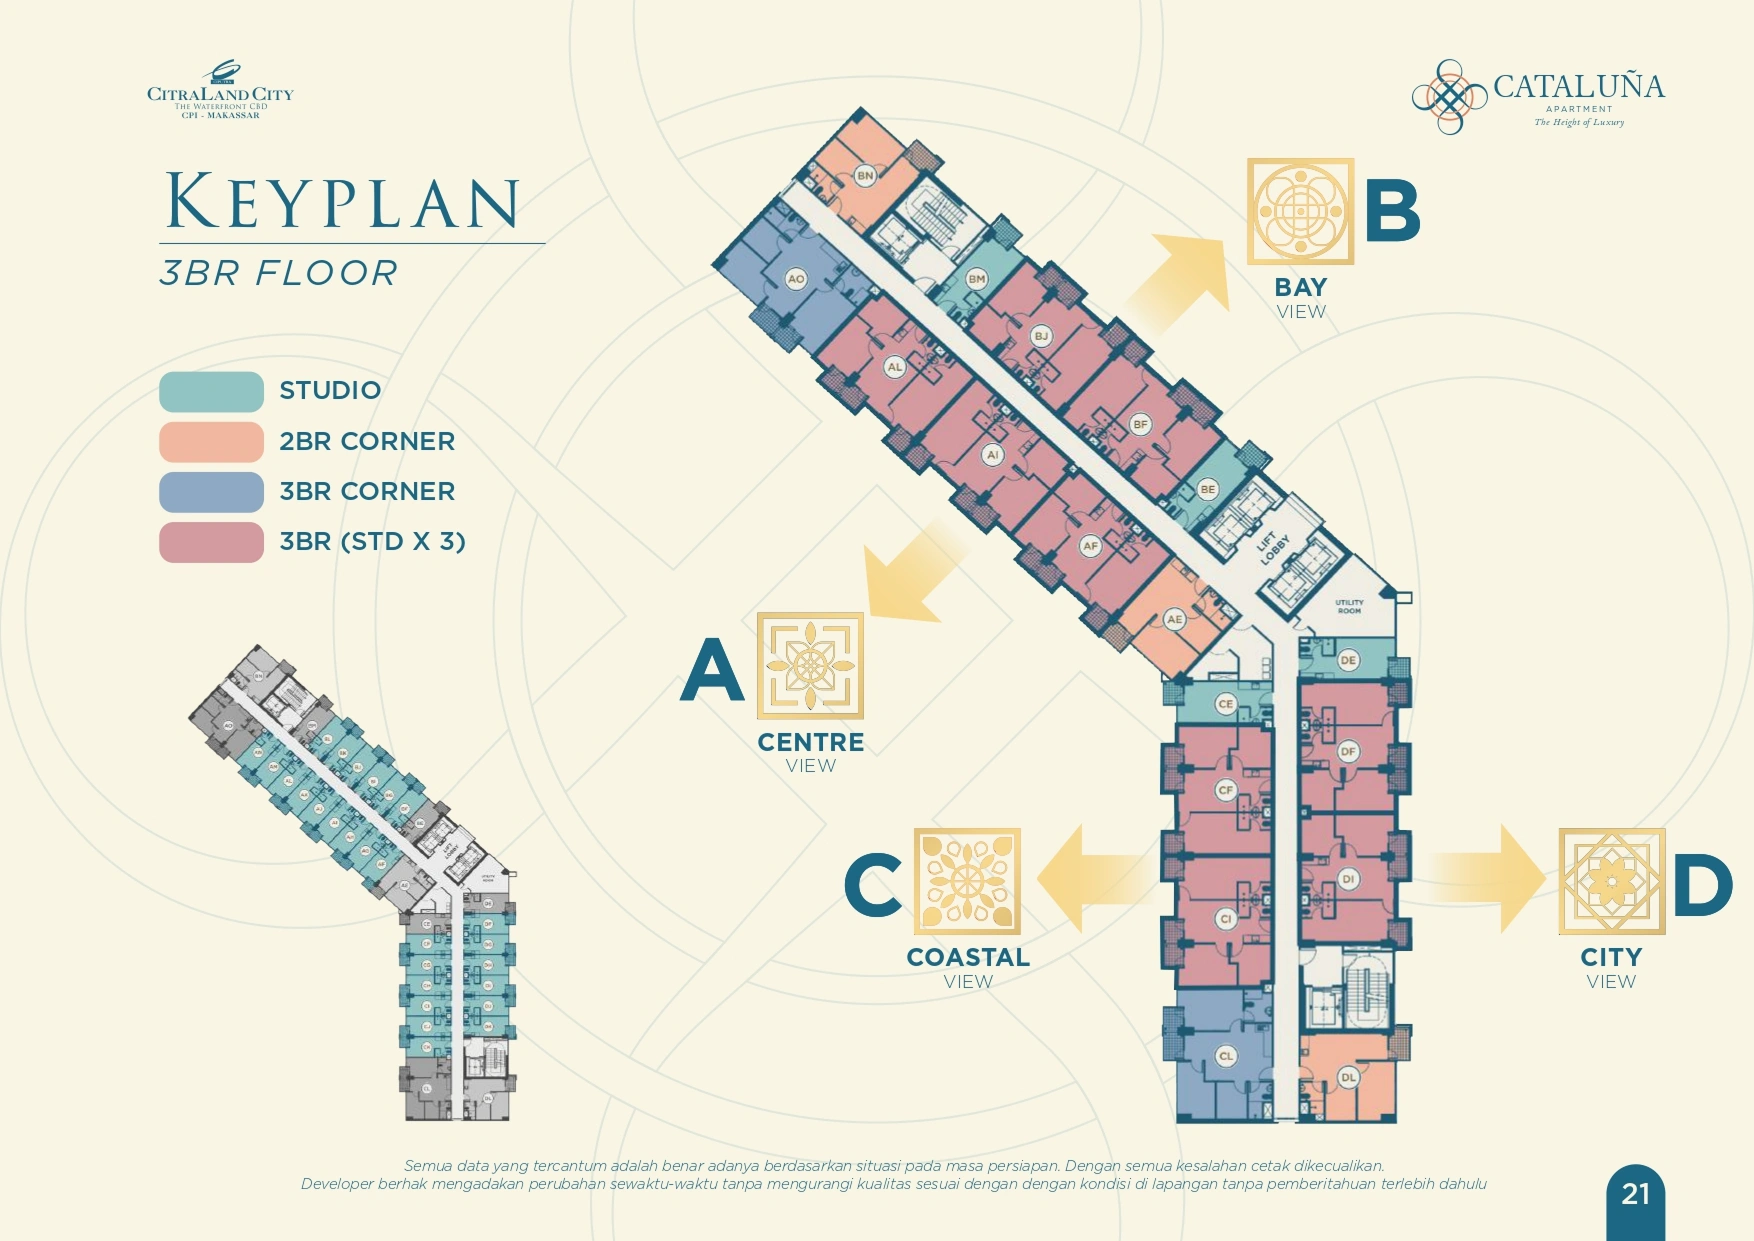 CITRALAND CITY
THE WATERFRONT CBD
CPI - MAKASSAR
CATALUÑA
APARTMENT
The Height of Luxury
KEYPLAN
3BR FLOOR
STUDIO
2BR CORNER
3BR CORNER
3BR (STD X 3)
BN
AO
BM
BJ
AL
BF
AI
BE
AF
LIFT
LOBBY
AE
UTILITY
ROOM
DE
CE
DF
CF
DI
CI
CL
DL
B
BAY
VIEW
A
CENTRE
VIEW
C
COASTAL
VIEW
D
CITY
VIEW
LIFT
LOBBY
UTILITY
ROOM
Semua data yang tercantum adalah benar adanya berdasarkan situasi pada masa persiapan. Dengan semua kesalahan cetak dikecualikan.
Developer berhak mengadakan perubahan sewaktu-waktu tanpa mengurangi kualitas sesuai dengan dengan kondisi di lapangan tanpa pemberitahuan terlebih dahulu
21